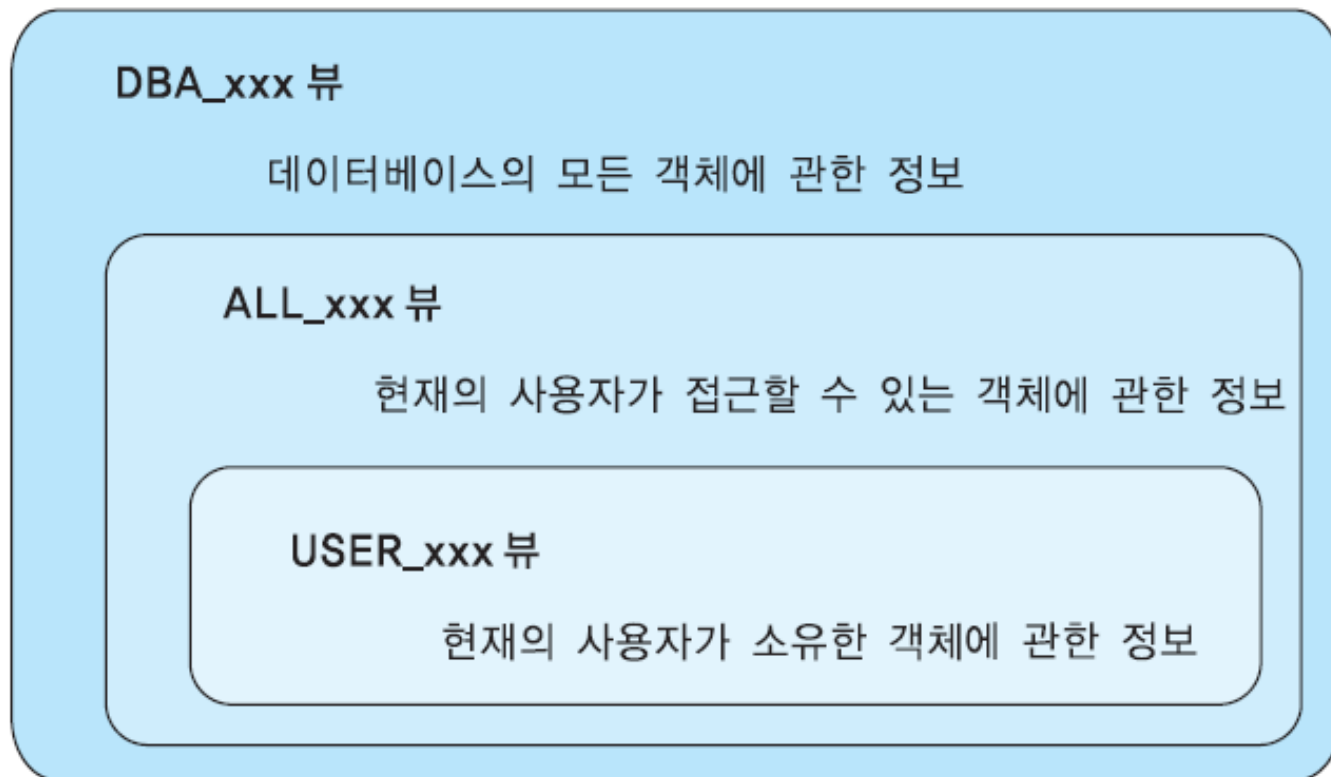 DBA_xxx 뷰
데이터베이스의 모든 객체에 관한 정보
ALL_xxx 뷰
현재의 사용자가 접근할 수 있는 객체에 관한 정보
USER_xxx 뷰
현재의 사용자가 소유한 객체에 관한 정보